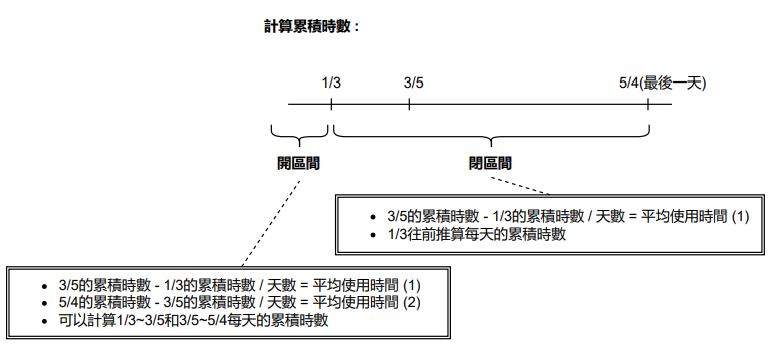 計算累積時數：
1/3
3/5
5/4(最後一天)
開區間
閉區間
• 3/5的累積時數 - 1/3的累積時數 / 天數 = 平均使用時間 (1)
• 1/3往前推算每天的累積時數
• 3/5的累積時數 - 1/3的累積時數 / 天數 = 平均使用時間 (1)
• 5/4的累積時數 - 3/5的累積時數 / 天數 = 平均使用時間 (2)
• 可以計算1/3~3/5和3/5~5/4每天的累積時數